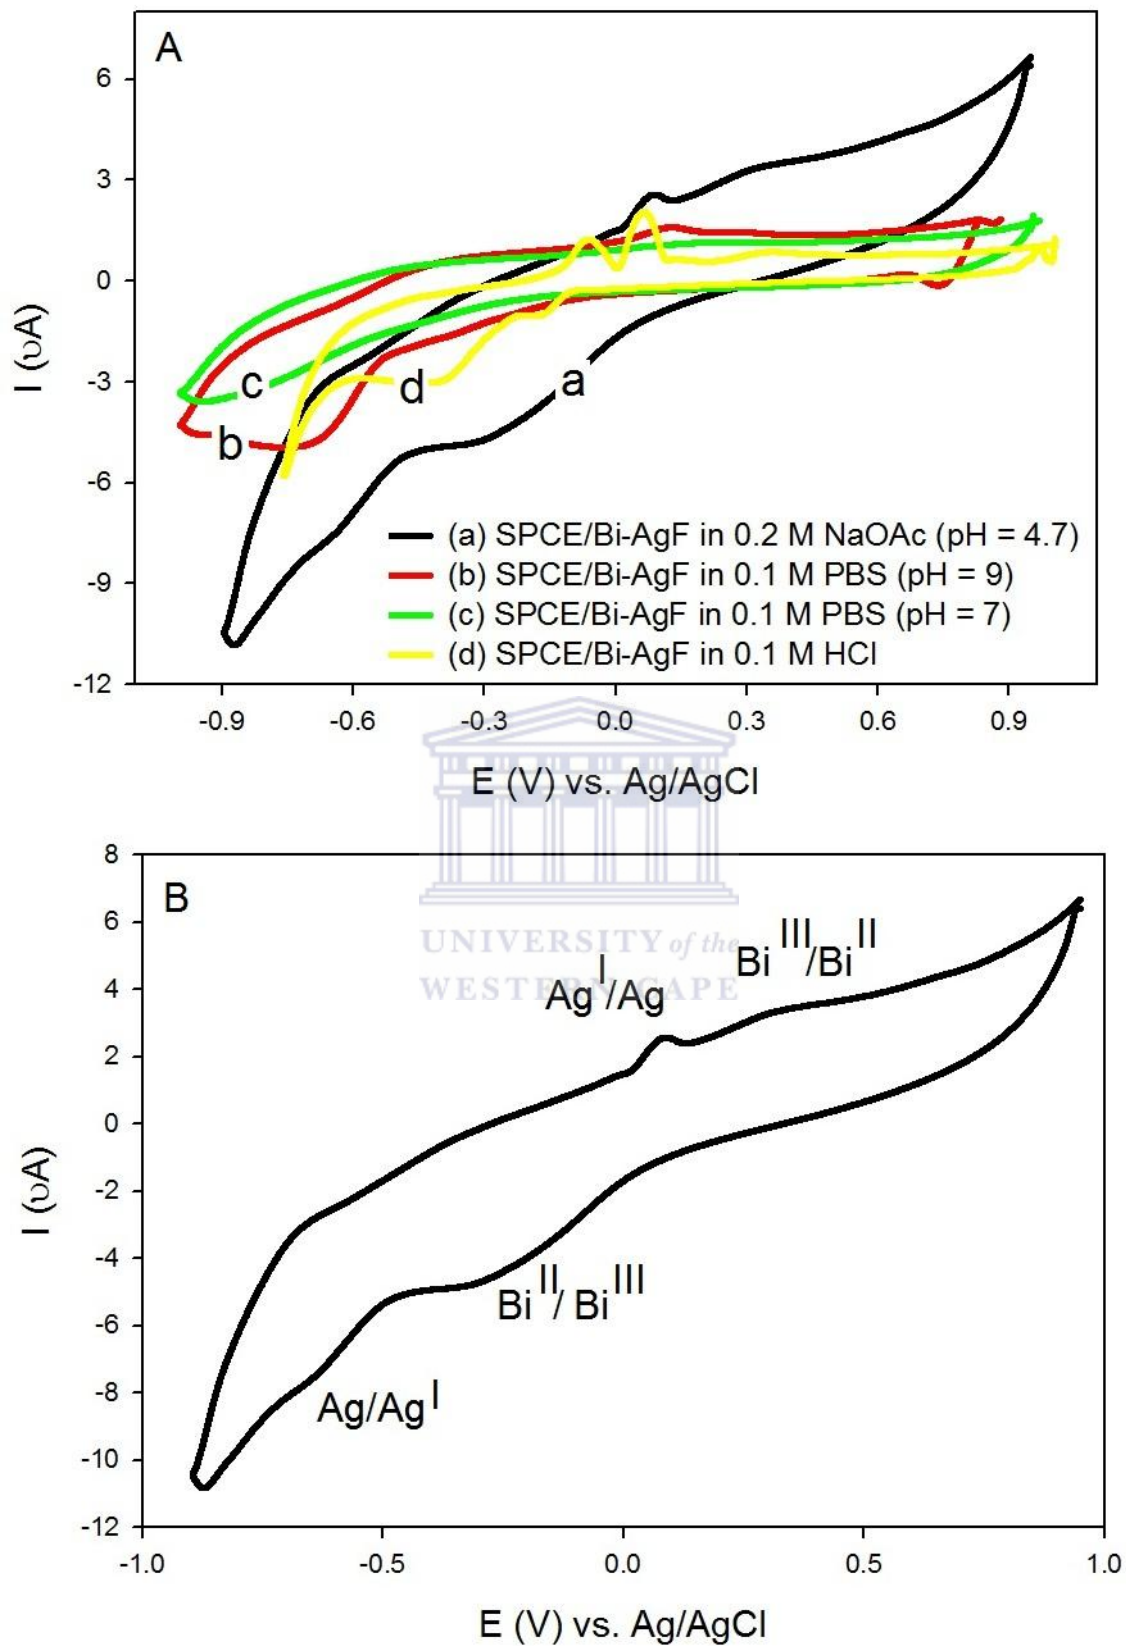 A
I (υA)
6
3
0
-3
-6
-9
-12
c
b
d
a
(a) SPCE/Bi-AgF in 0.2 M NaOAc (pH = 4.7)
(b) SPCE/Bi-AgF in 0.1 M PBS (pH = 9)
(c) SPCE/Bi-AgF in 0.1 M PBS (pH = 7)
(d) SPCE/Bi-AgF in 0.1 M HCl
-0.9 -0.6 -0.3 0.0 0.3 0.6 0.9
E (V) vs. Ag/AgCl
UNIVERSITY of the
WESTERN CAPE
B
I (υA)
8
6
4
2
0
-2
-4
-6
-8
-10
-12
Bi III/Bi II
Ag I/Ag
Bi II/ Bi III
Ag/Ag I
-1.0 -0.5 0.0 0.5 1.0
E (V) vs. Ag/AgCl